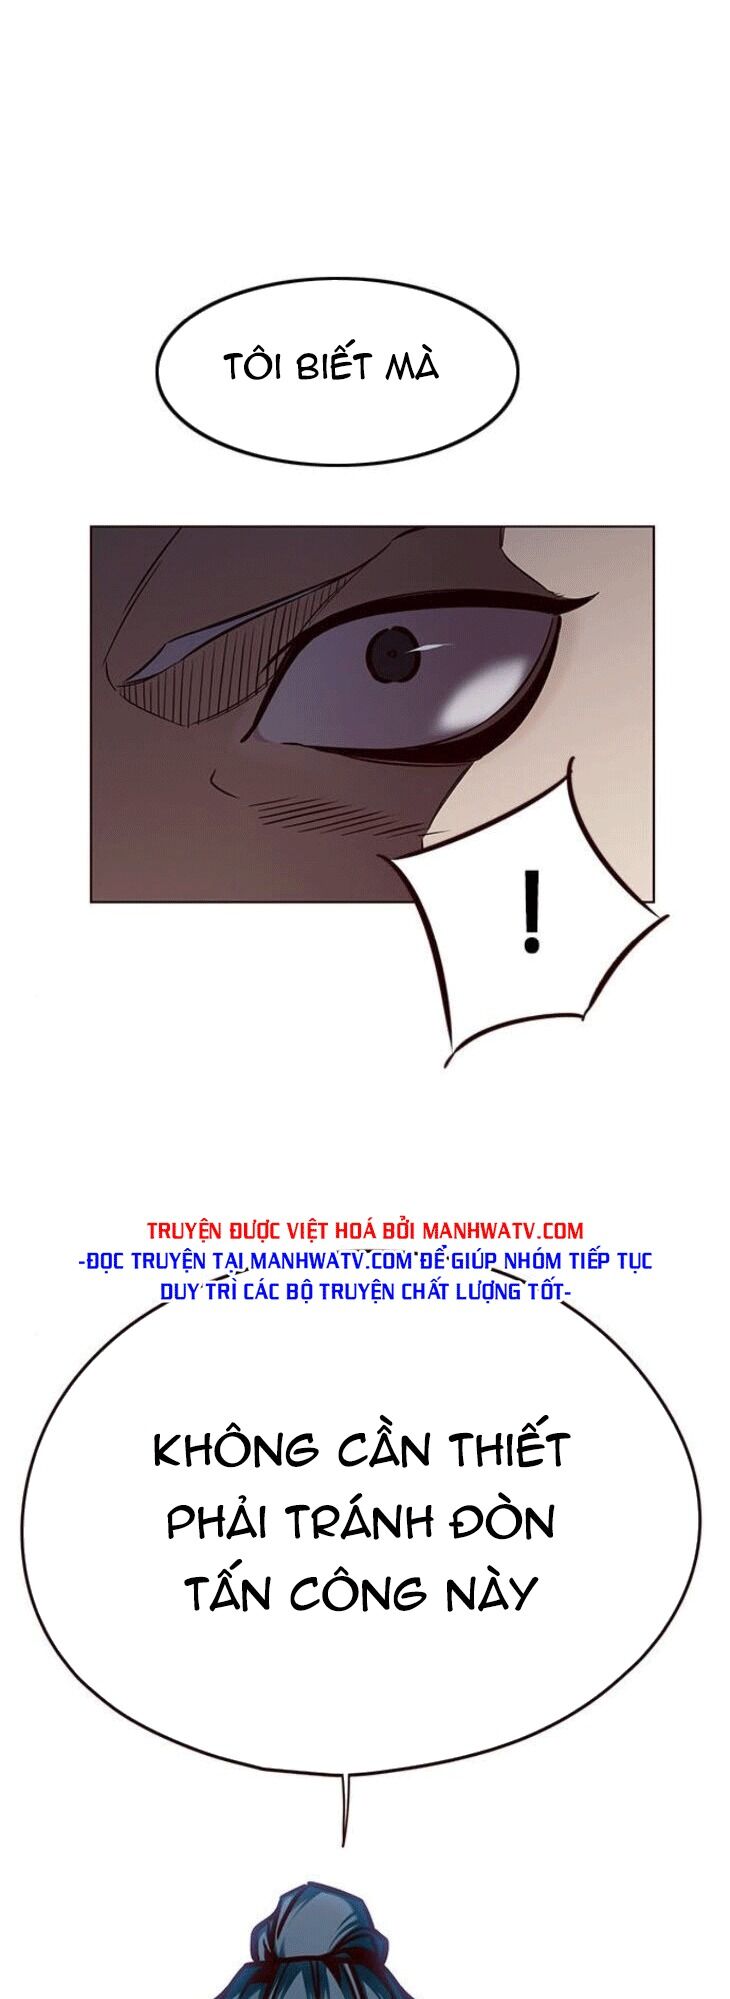 TÔI BIẾT MÀ
!
TRUYỆN ĐƯỢC VIỆT HOÁ BỞI MANHWATV.COM
-ĐỌC TRUYỆN TẠI MANHWATV.COM ĐỂ GIÚP NHÓM TIẾP TỤC
DUY TRÌ CÁC BỘ TRUYỆN CHẤT LƯỢNG TỐT-
KHÔNG CẦN THIẾT
PHẢI TRÁNH ĐÒN
TẤN CÔNG NÀY